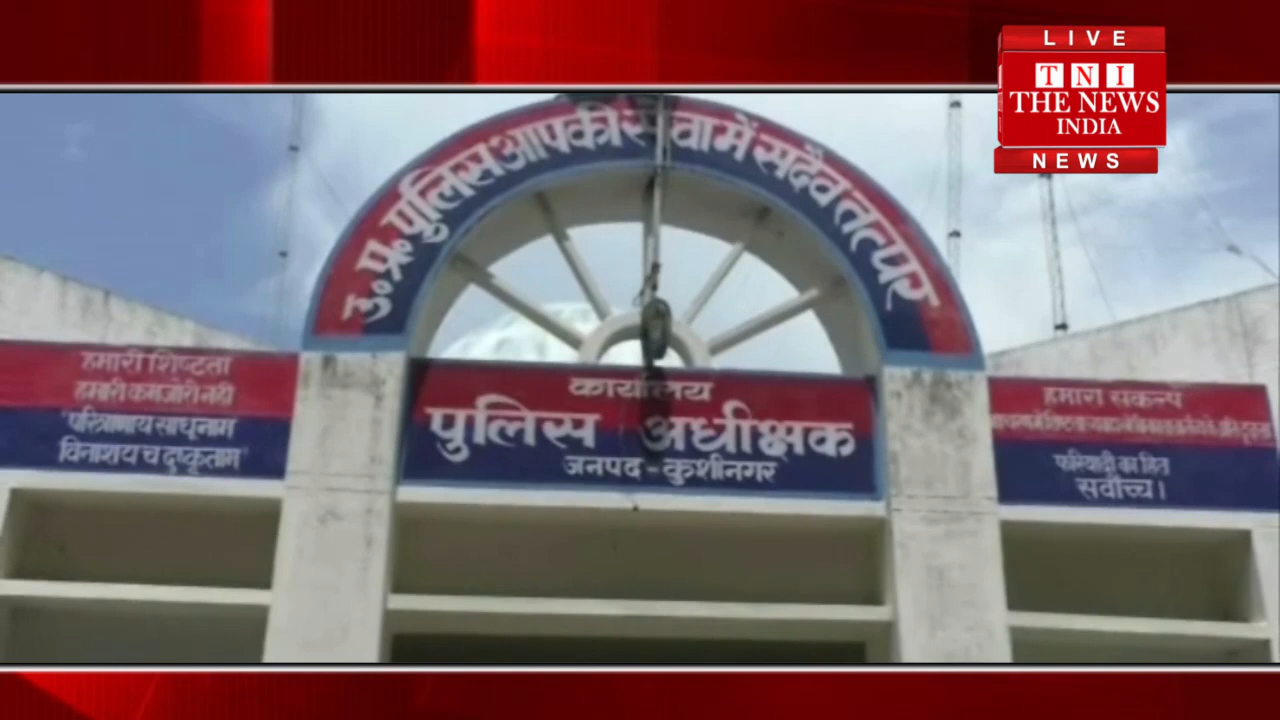 LIVE
TNI
THE NEWS
INDIA
NEWS
उ०प्र० पुलिस आपकी सेवा में सदैव तत्पर
हमारी शिष्टता
हमारी कमजोरी नही
"परित्राणाय साधूनाम
विनाशाय च दुष्कृताम"
कार्यालय
पुलिस अधीक्षक
जनपद-कुशीनगर
हमारा संकल्प
फरियादी का हित
सर्वोच्च।